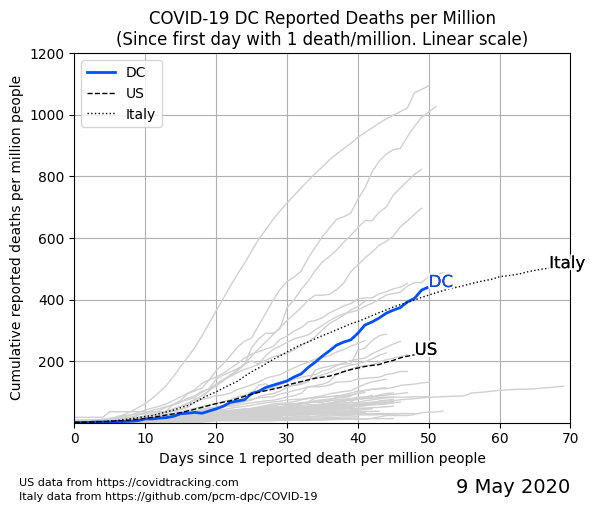 COVID-19 DC Reported Deaths per Million
(Since first day with 1 death/million. Linear scale)
Cumulative reported deaths per million people
1200
1000
800
600
400
200
DC
US
Italy
Italy
DC
US
0 10 20 30 40 50 60 70
Days since 1 reported death per million people
US data from https://covidtracking.com
Italy data from https://github.com/pcm-dpc/COVID-19
9 May 2020